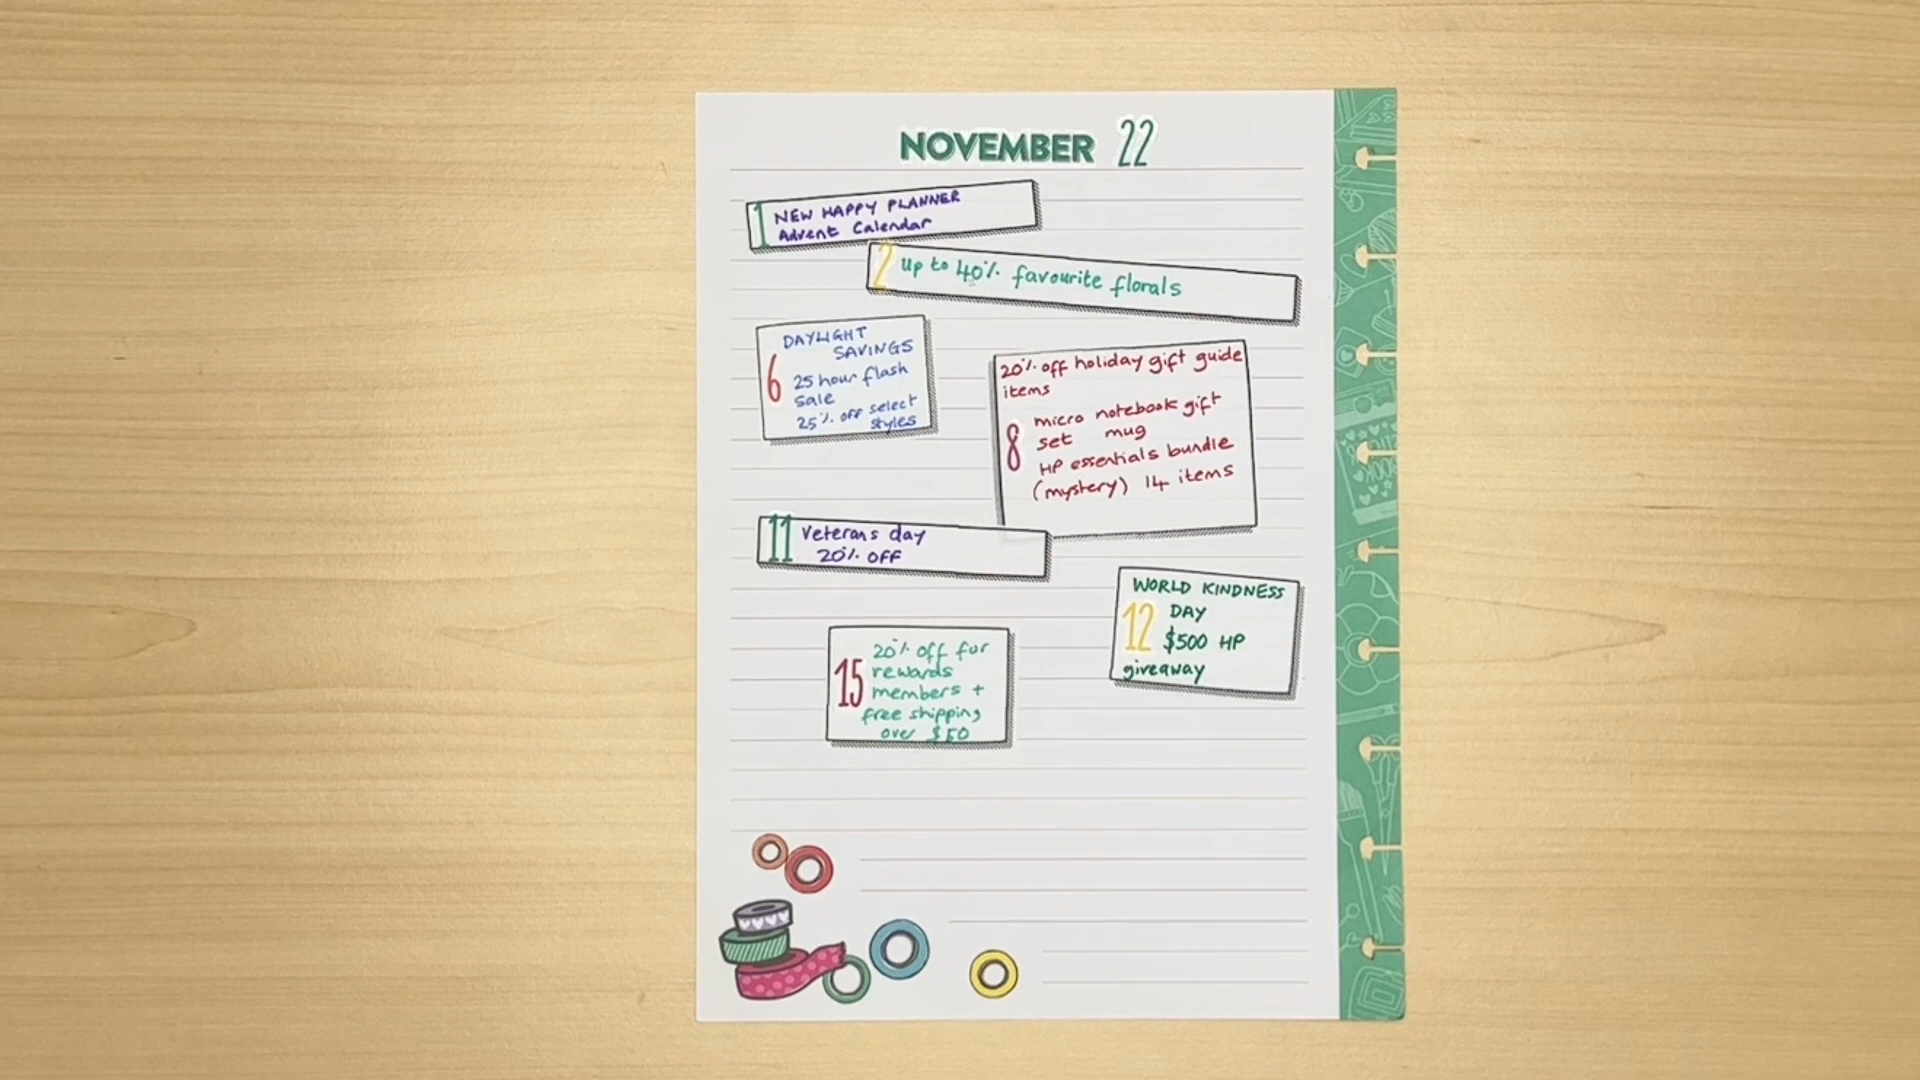 NOVEMBER 22
1 NEW HAPPY PLANNER
Advent Calendar
2 Up to 40% favourite florals
DAYLIGHT
SAVINGS
6 25 hour flash
sale
25% off select
styles
20% off holiday gift guide
items
8 micro notebook gift
set mug
HP essentials bundle
(mystery) 14 items
11 Veterans day
20% OFF
WORLD KINDNESS
12 DAY
$500 HP
giveaway
15 20% off for
rewards
members +
free shipping
over $50